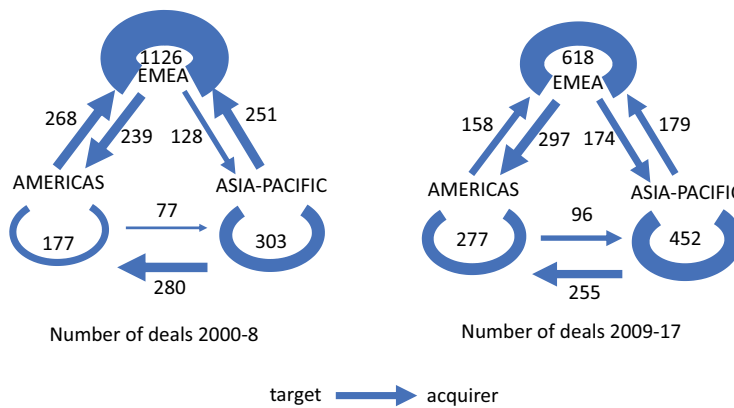 1126
EMEA
268
239
128
251
AMERICAS
ASIA-PACIFIC
77
177
303
280
Number of deals 2000-8
618
EMEA
158
297
174
179
AMERICAS
ASIA-PACIFIC
96
277
452
255
Number of deals 2009-17
target
acquirer